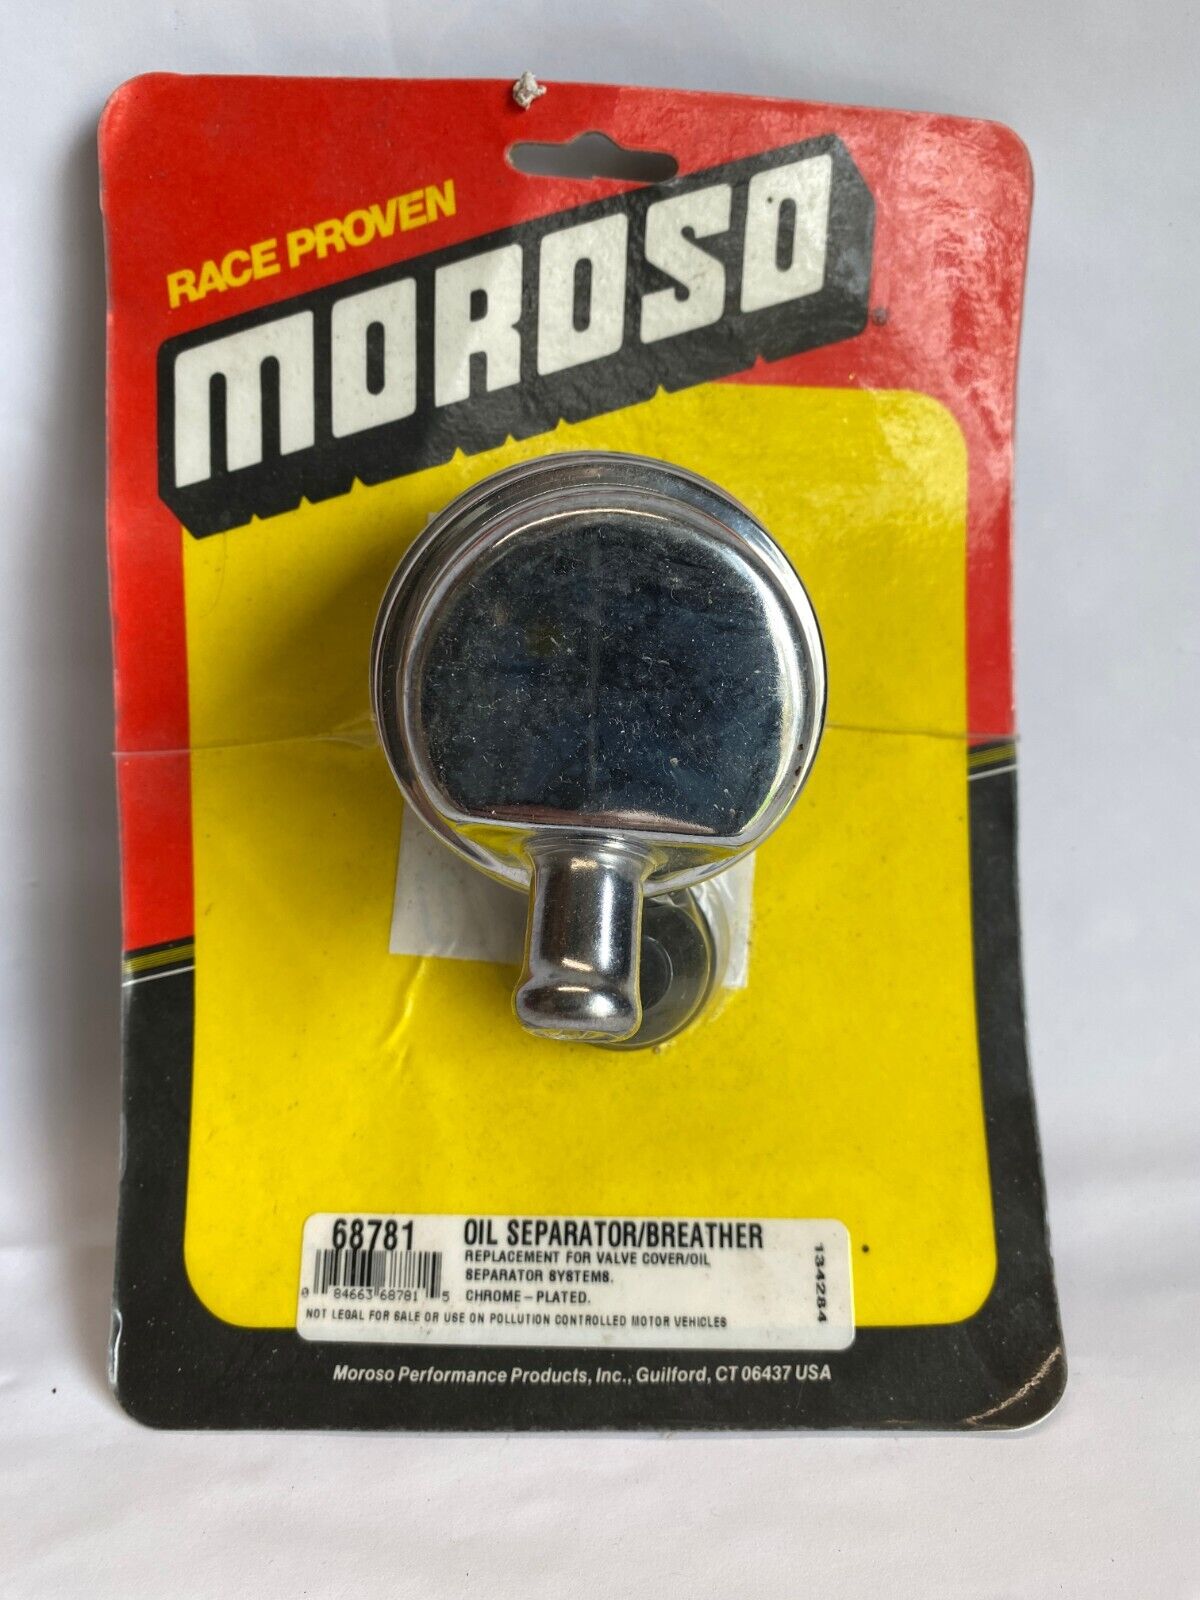 RACE PROVEN
MOROSO®
68781 OIL SEPARATOR/BREATHER
REPLACEMENT FOR VALVE COVER/OIL
SEPARATOR SYSTEMS.
CHROME-PLATED.
0 84663 68781 5
NOT LEGAL FOR SALE OR USE ON POLLUTION CONTROLLED MOTOR VEHICLES
134284
Moroso Performance Products, Inc., Guilford, CT 06437 USA